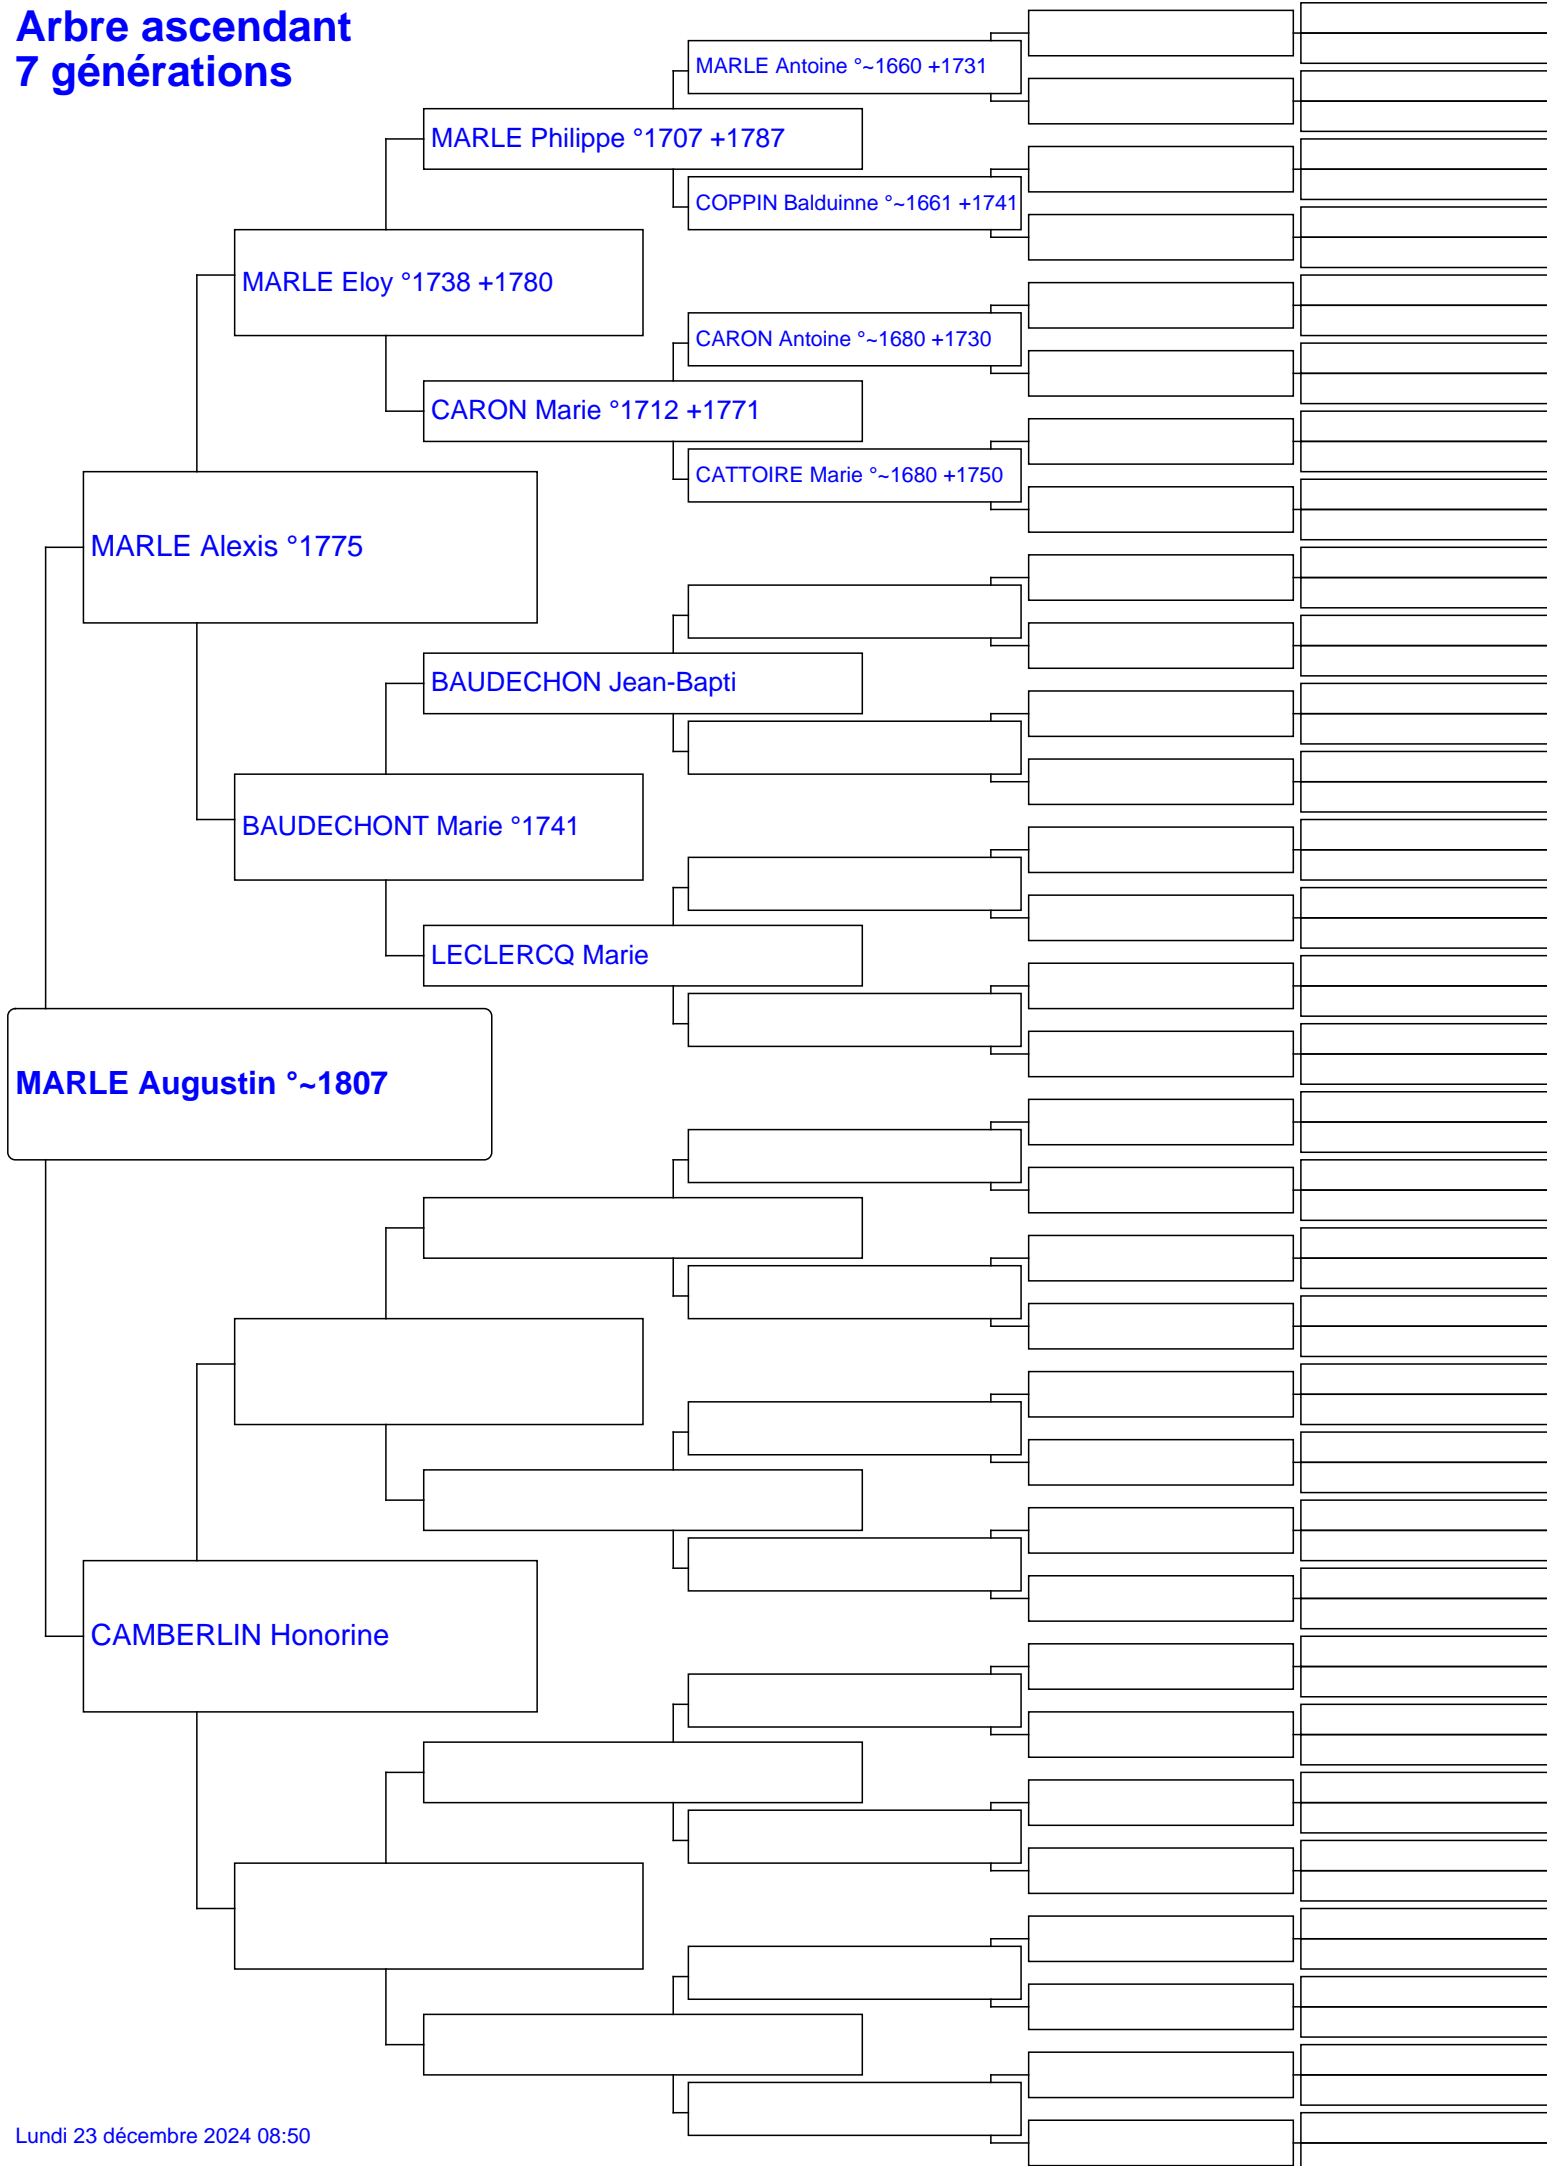 Arbre ascendant
7 générations
MARLE Antoine °~1660 +1731
MARLE Philippe °1707 +1787
COPPIN Balduinne °~1661 +1741
MARLE Eloy °1738 +1780
CARON Antoine °~1680 +1730
CARON Marie °1712 +1771
CATTOIRE Marie °~1680 +1750
MARLE Alexis °1775
BAUDECHON Jean-Bapti
BAUDECHONT Marie °1741
LECLERCQ Marie
MARLE Augustin °~1807
CAMBERLIN Honorine
Lundi 23 décembre 2024 08:50